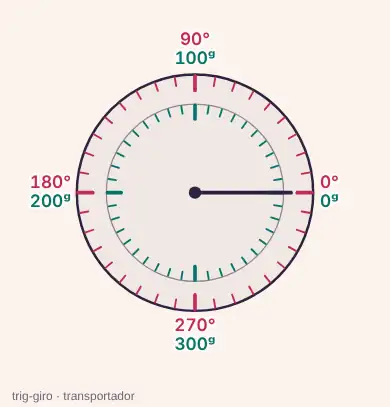 90°
100ᵍ
180°
200ᵍ
0°
0ᵍ
270°
300ᵍ
trig-giro · transportador